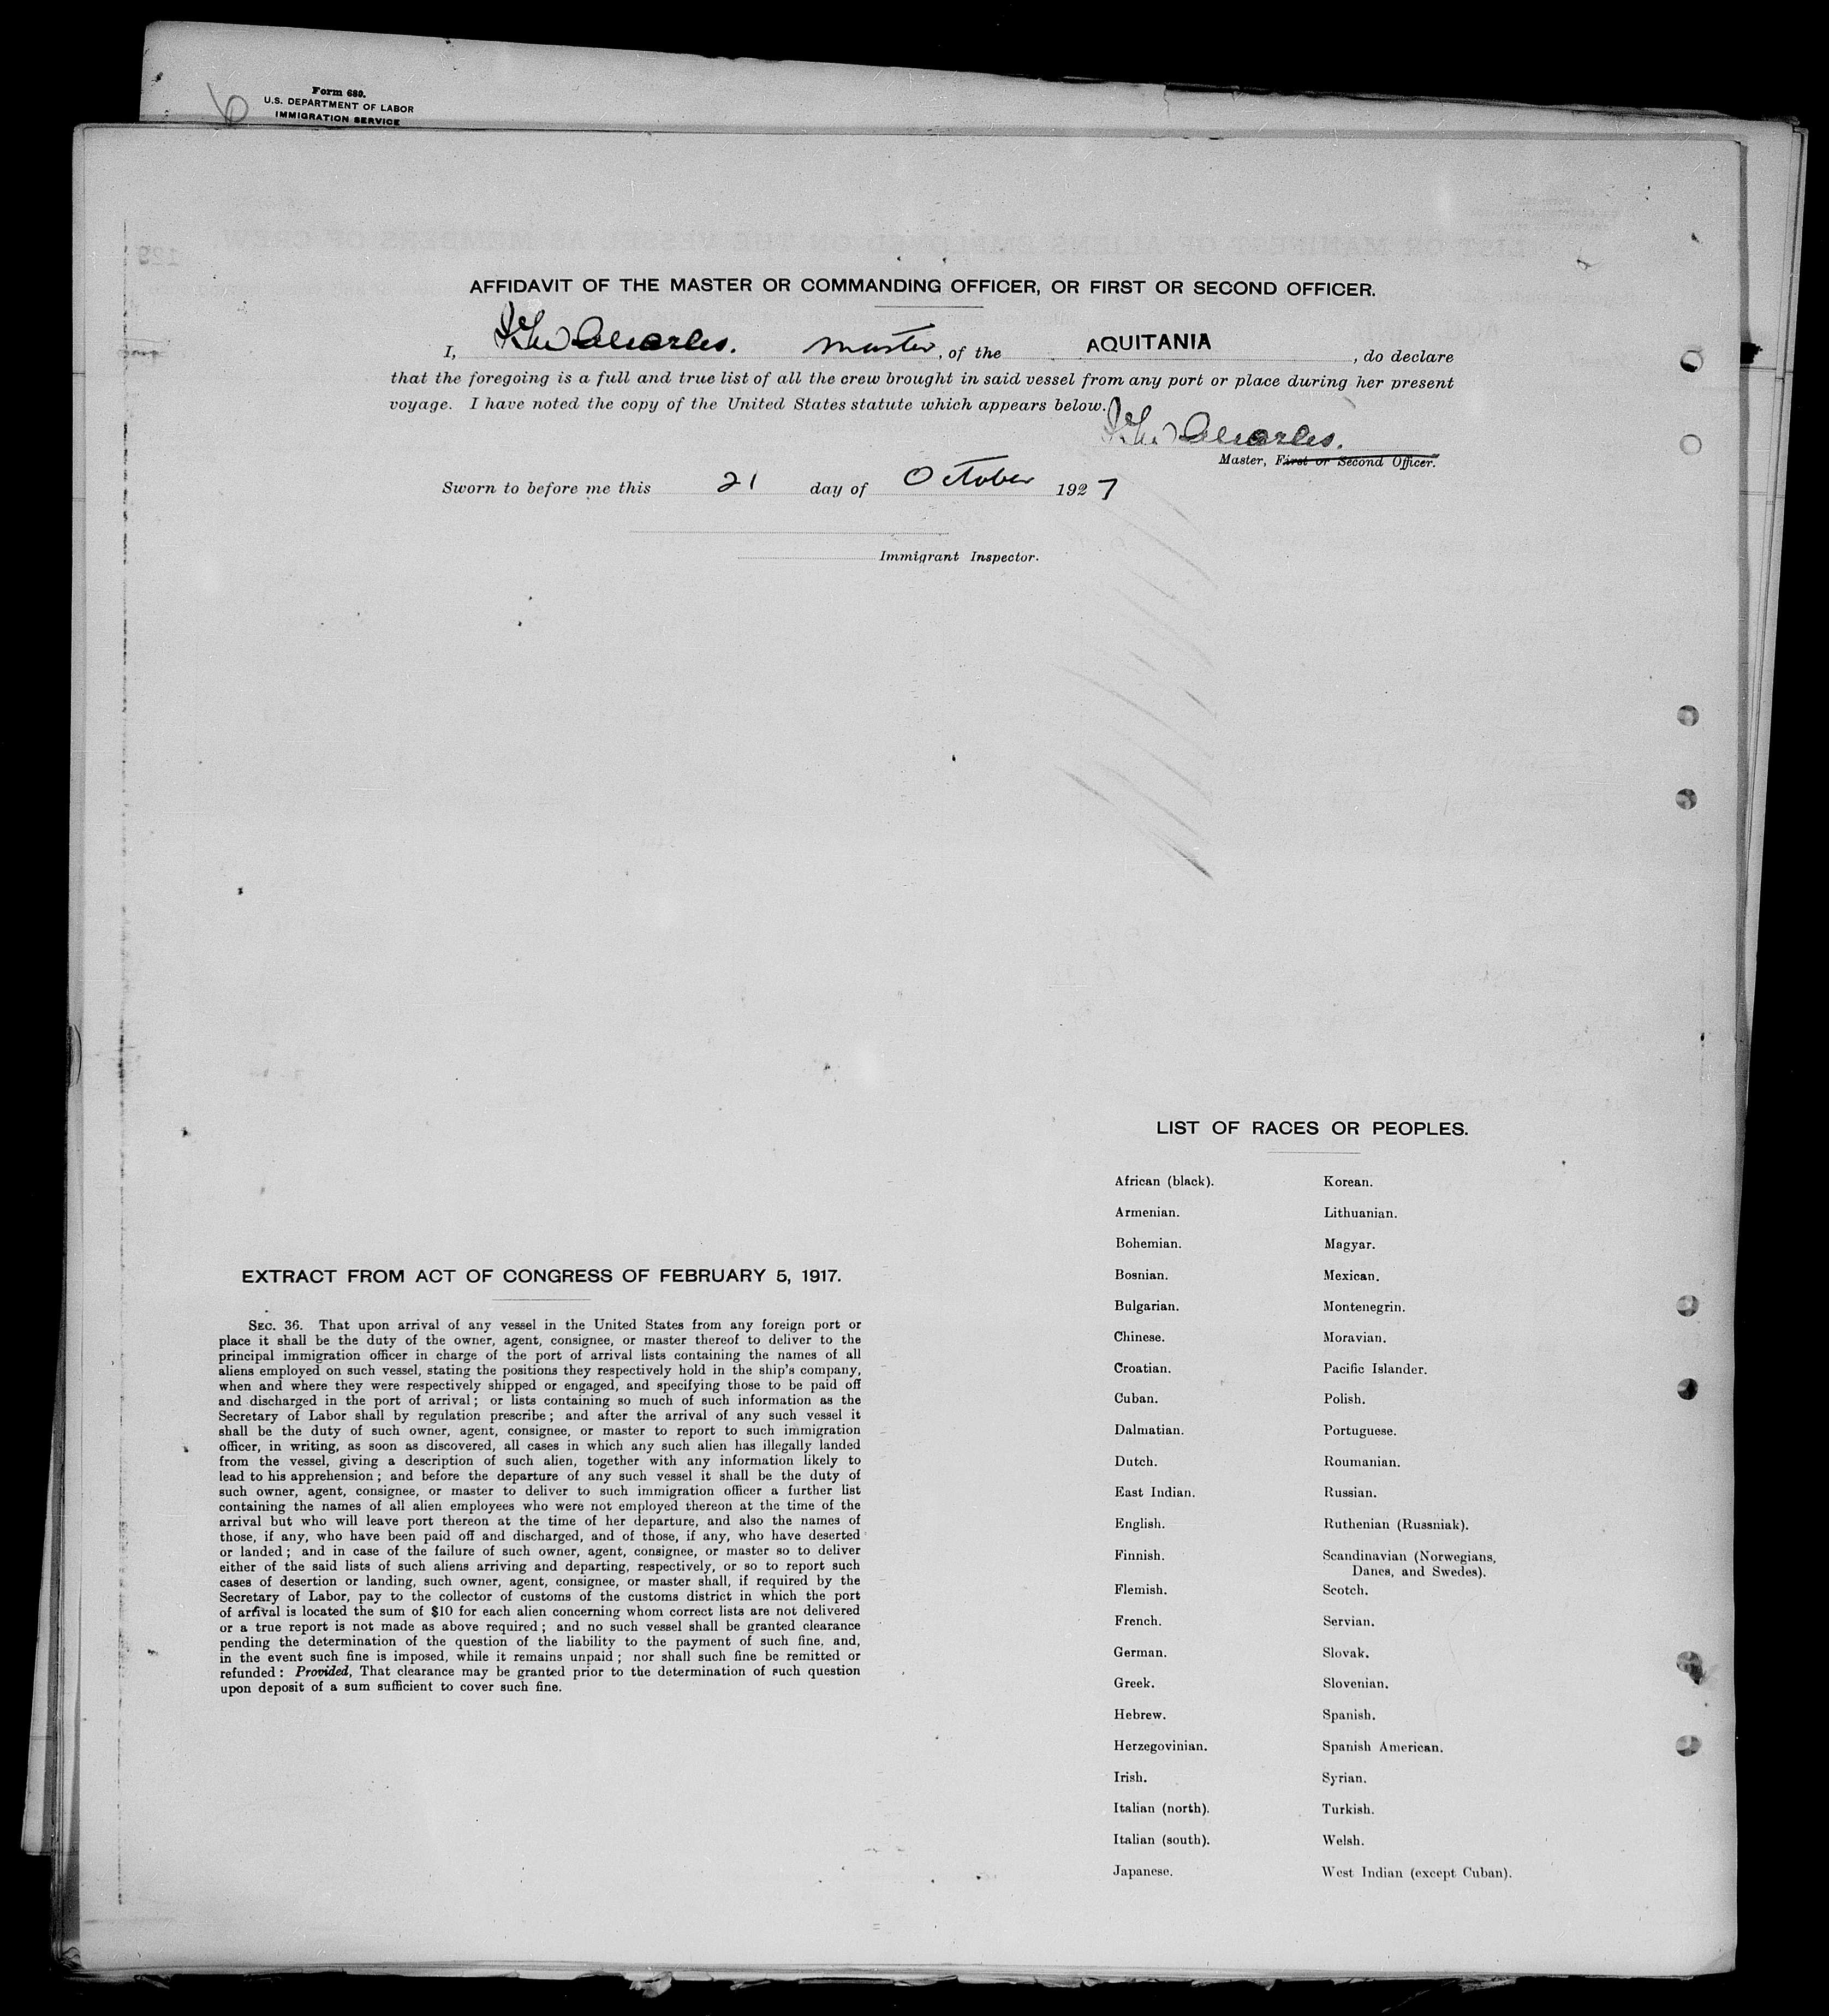 6
Form 689.
U.S. DEPARTMENT OF LABOR
IMMIGRATION SERVICE
AFFIDAVIT OF THE MASTER OR COMMANDING OFFICER, OR FIRST OR SECOND OFFICER.
I, Charles. master, of the AQUITANIA, do declare
that the foregoing is a full and true list of all the crew brought in said vessel from any port or place during her present
voyage. I have noted the copy of the United States statute which appears below.
Charles.
Master, First or Second Officer.
Sworn to before me this 21 day of October 1927
Immigrant Inspector.
EXTRACT FROM ACT OF CONGRESS OF FEBRUARY 5, 1917.
SEC. 36. That upon arrival of any vessel in the United States from any foreign port or
place it shall be the duty of the owner, agent, consignee, or master thereof to deliver to the
principal immigration officer in charge of the port of arrival lists containing the names of all
aliens employed on such vessel, stating the positions they respectively hold in the ship's company,
when and where they were respectively shipped or engaged, and specifying those to be paid off
and discharged in the port of arrival; or lists containing so much of such information as the
Secretary of Labor shall by regulation prescribe; and after the arrival of any such vessel it
shall be the duty of such owner, agent, consignee, or master to report to such immigration
officer, in writing, as soon as discovered, all cases in which any such alien has illegally landed
from the vessel, giving a description of such alien, together with any information likely to
lead to his apprehension; and before the departure of any such vessel it shall be the duty of
such owner, agent, consignee, or master to deliver to such immigration officer a further list
containing the names of all alien employees who were not employed thereon at the time of the
arrival but who will leave port thereon at the time of her departure, and also the names of
those, if any, who have been paid off and discharged, and of those, if any, who have deserted
or landed; and in case of the failure of such owner, agent, consignee, or master so to deliver
either of the said lists of such aliens arriving and departing, respectively, or so to report such
cases of desertion or landing, such owner, agent, consignee, or master shall, if required by the
Secretary of Labor, pay to the collector of customs of the customs district in which the port
of arrival is located the sum of $10 for each alien concerning whom correct lists are not delivered
or a true report is not made as above required; and no such vessel shall be granted clearance
pending the determination of the question of the liability to the payment of such fine, and,
in the event such fine is imposed, while it remains unpaid; nor shall such fine be remitted or
refunded: Provided, That clearance may be granted prior to the determination of such question
upon deposit of a sum sufficient to cover such fine.
LIST OF RACES OR PEOPLES.
African (black).
Armenian.
Bohemian.
Bosnian.
Bulgarian.
Chinese.
Croatian.
Cuban.
Dalmatian.
Dutch.
East Indian.
English.
Finnish.
Flemish.
French.
German.
Greek.
Hebrew.
Herzegovinian.
Irish.
Italian (north).
Italian (south).
Japanese.
Korean.
Lithuanian.
Magyar.
Mexican.
Montenegrin.
Moravian.
Pacific Islander.
Polish.
Portuguese.
Roumanian.
Russian.
Ruthenian (Russniak).
Scandinavian (Norwegians,
Danes, and Swedes).
Scotch.
Servian.
Slovak.
Slovenian.
Spanish.
Spanish American.
Syrian.
Turkish.
Welsh.
West Indian (except Cuban).